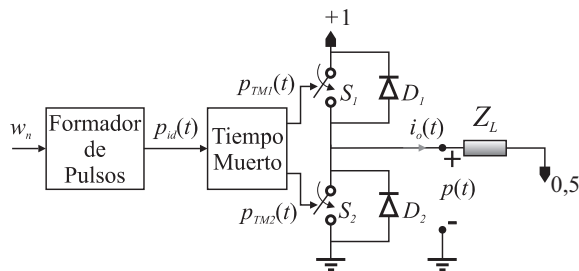 +1
p_TM1(t)
S_1
D_1
w_n
Formador
de
Pulsos
p_id(t)
Tiempo
Muerto
i_o(t)
Z_L
+
p(t)
0,5
p_TM2(t)
S_2
D_2
-